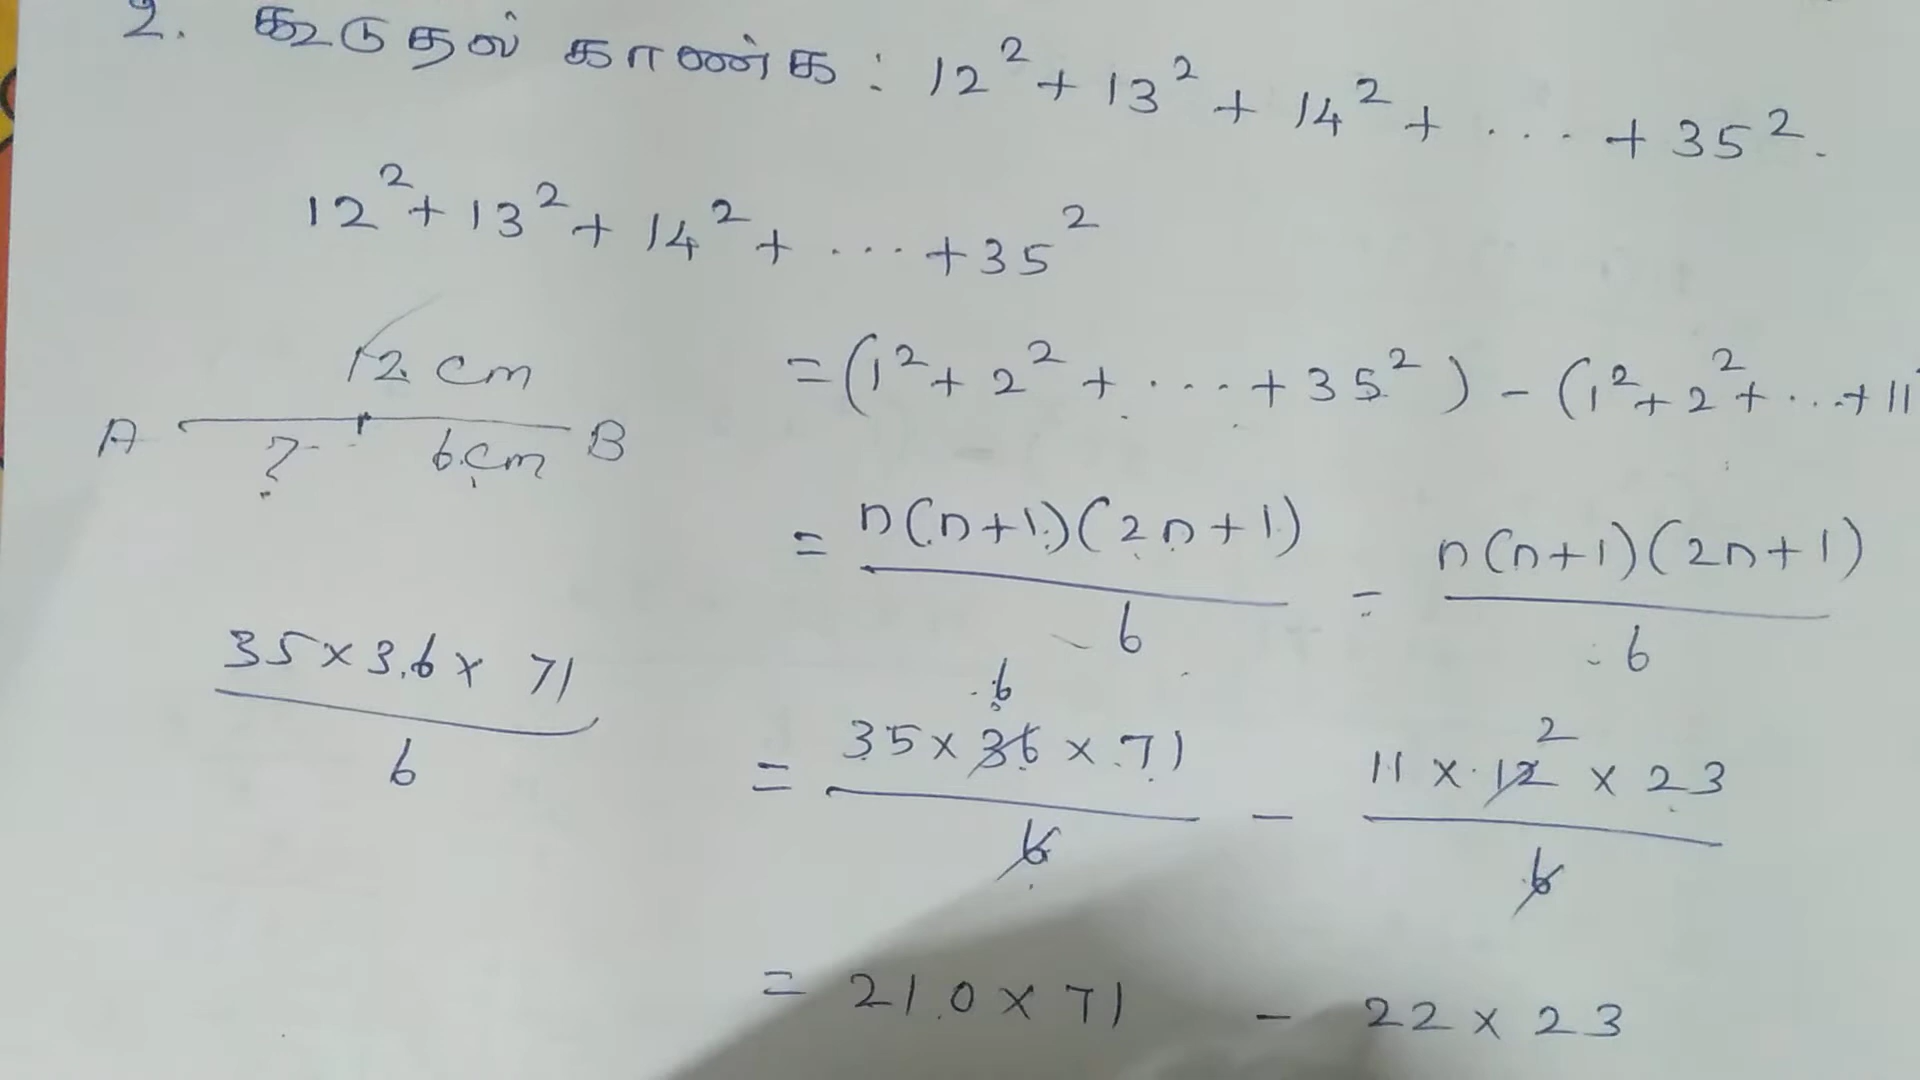 2. கூடுதல் காண்க : 12² + 13² + 14² + ... + 35².
12² + 13² + 14² + ... + 35²
= (1² + 2² + ... + 35²) - (1² + 2² + ... + 11²
12 cm
A B
? 6 cm
= n(n+1)(2n+1)/6 - n(n+1)(2n+1)/6
35 × 36 × 71
6
6 2
= 35 × 36 × 71/6 - 11 × 12 × 23/6
= 210 × 71 - 22 × 23